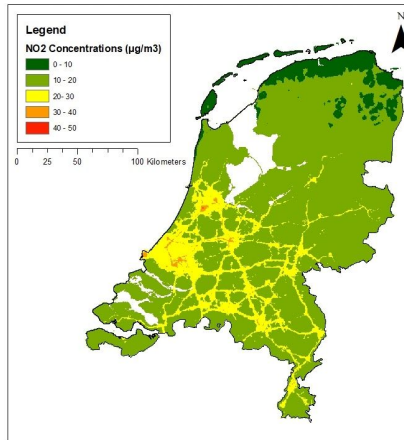 N
Legend
NO2 Concentrations (µg/m3)
0 - 10
10 - 20
20- 30
30 - 40
40 - 50
0 25 50 100 Kilometers